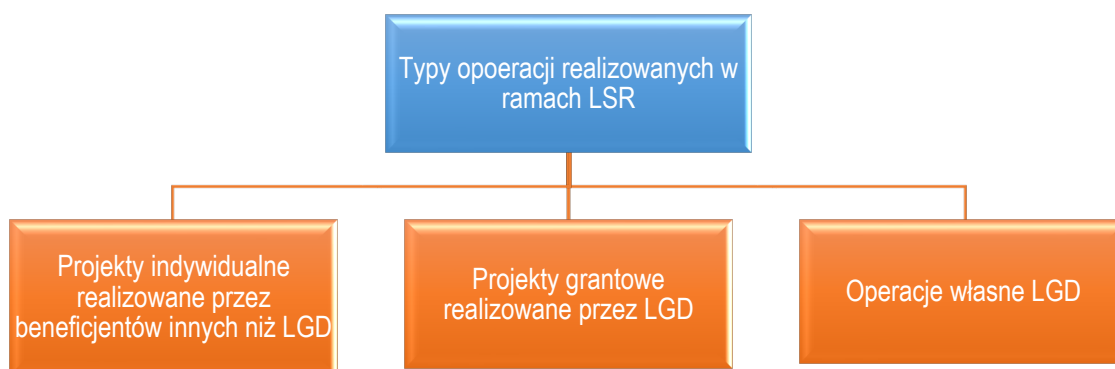 Typy opoeracji realizowanych w
ramach LSR
Projekty indywidualne
realizowane przez
beneficjentów innych niż LGD
Projekty grantowe
realizowane przez LGD
Operacje własne LGD